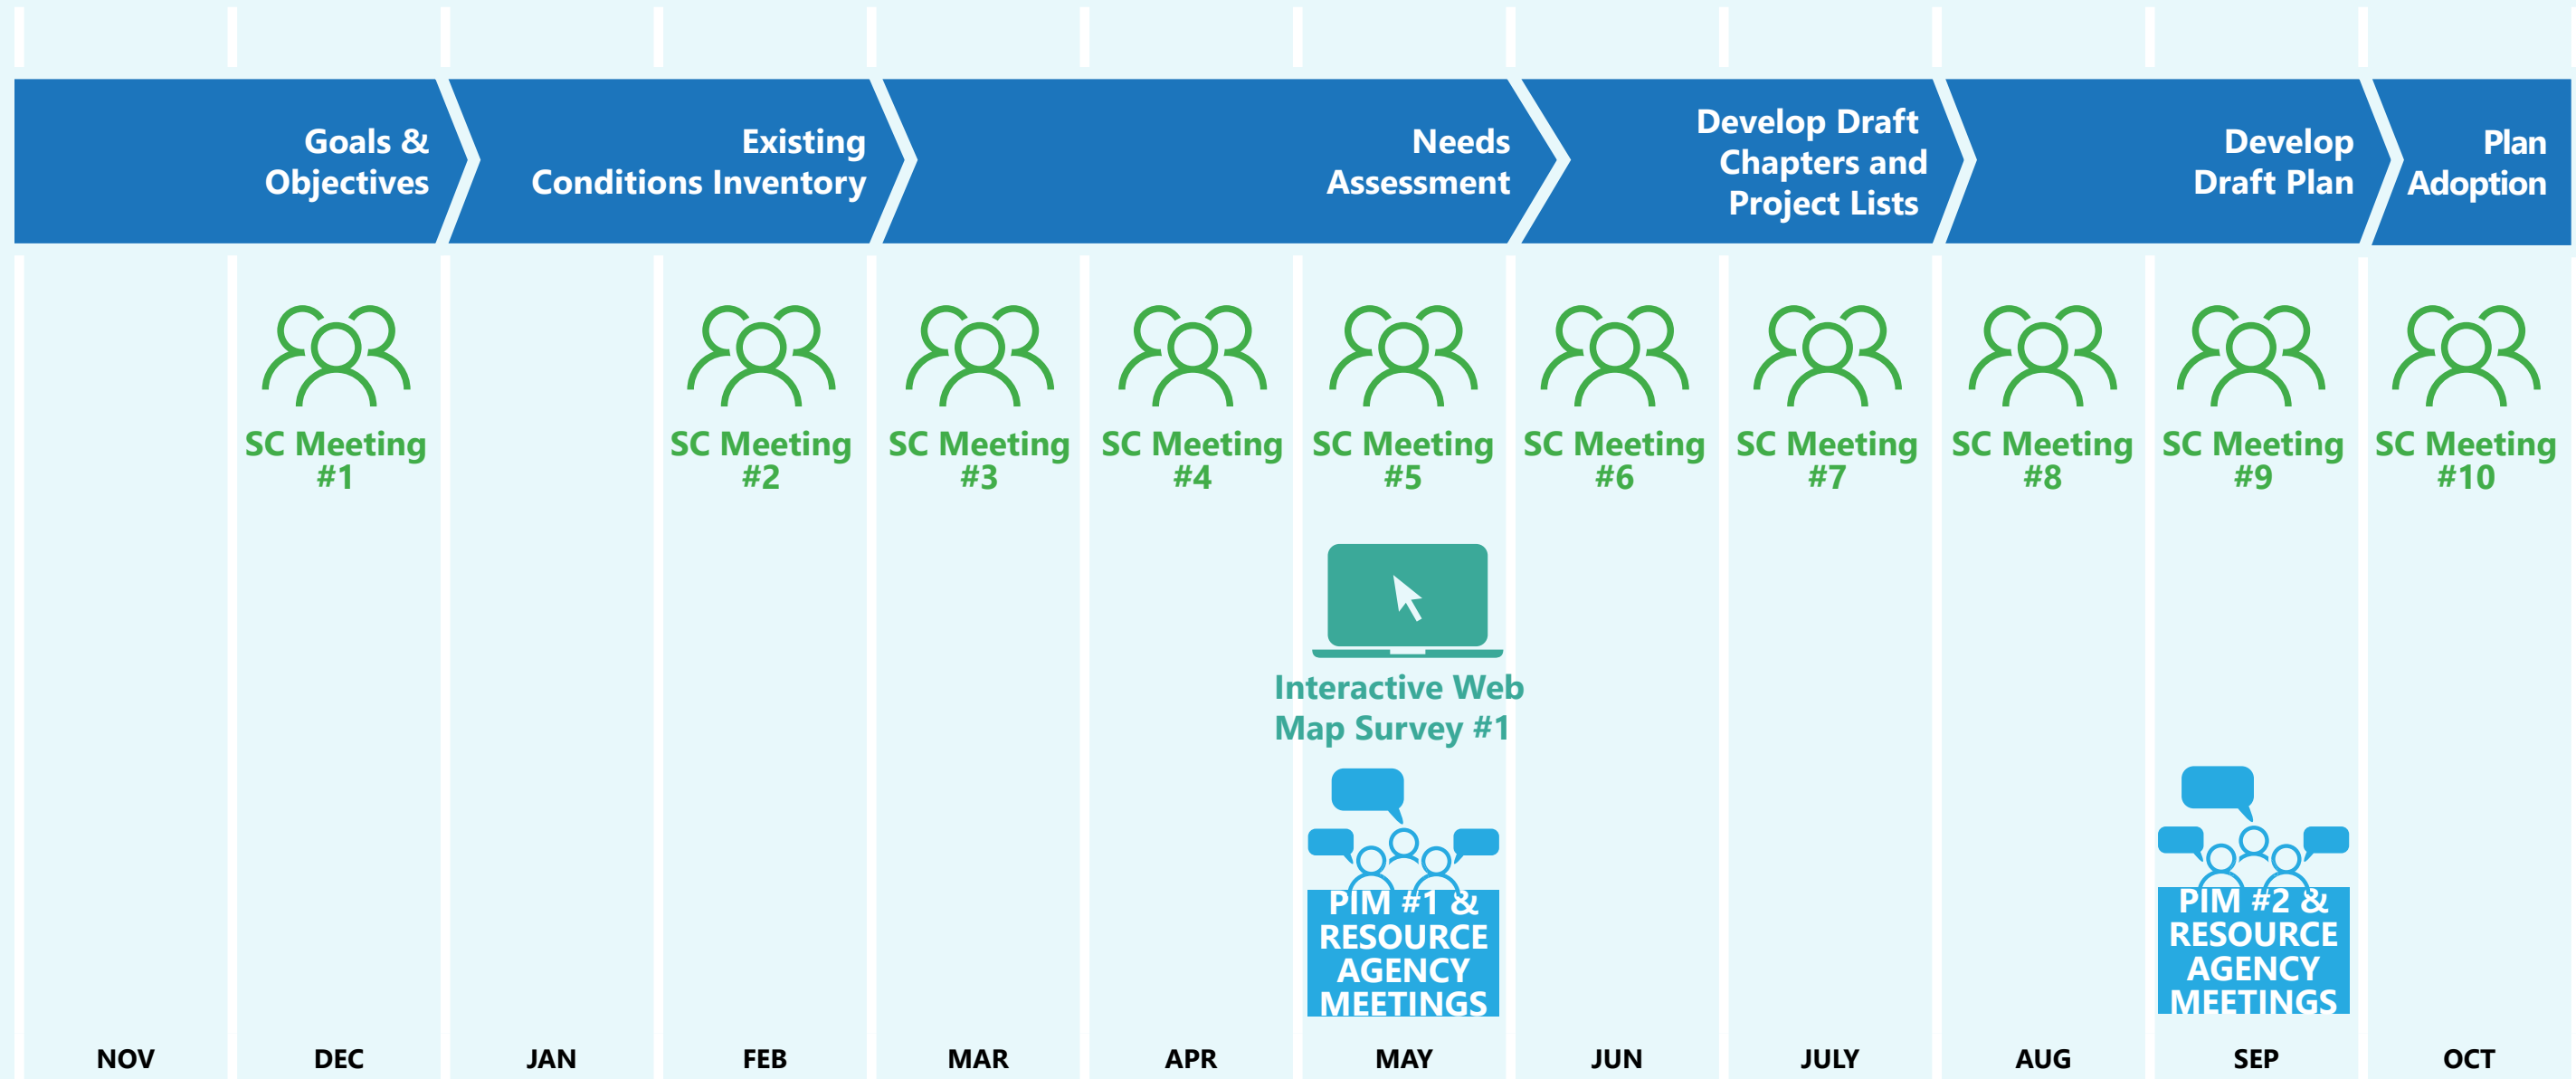 Goals &
Objectives
Existing
Conditions Inventory
Needs
Assessment
Develop Draft
Chapters and
Project Lists
Develop
Draft Plan
Plan
Adoption
SC Meeting
#1
SC Meeting
#2
SC Meeting
#3
SC Meeting
#4
SC Meeting
#5
SC Meeting
#6
SC Meeting
#7
SC Meeting
#8
SC Meeting
#9
SC Meeting
#10
Interactive Web
Map Survey #1
PIM #1 &
RESOURCE
AGENCY
MEETINGS
PIM #2 &
RESOURCE
AGENCY
MEETINGS
NOV
DEC
JAN
FEB
MAR
APR
MAY
JUN
JULY
AUG
SEP
OCT